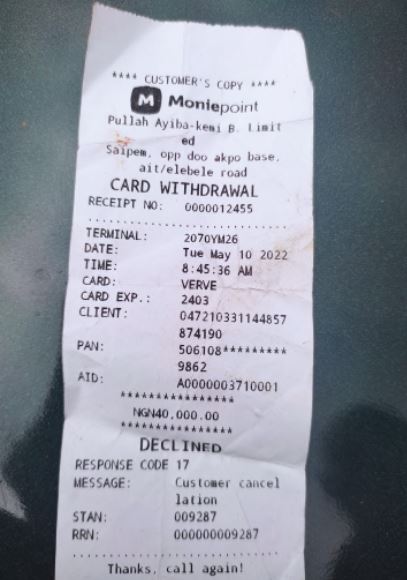 **** CUSTOMER'S COPY ****
M Moniepoint
Pullah Ayiba-kemi B. Limit
ed
Saipem, opp doo akpo base,
ait/elebele road
CARD WITHDRAWAL
RECEIPT NO: 0000012455
TERMINAL: 2070YM26
DATE: Tue May 10 2022
TIME: 8:45:36 AM
CARD: VERVE
CARD EXP.: 2403
CLIENT: 047210331144857
874190
PAN: 506108*********
9862
AID: A0000003710001
****************
NGN40,000.00
****************
DECLINED
RESPONSE CODE 17
MESSAGE: Customer cancel
lation
STAN: 009287
RRN: 000000009287
Thanks, call again!